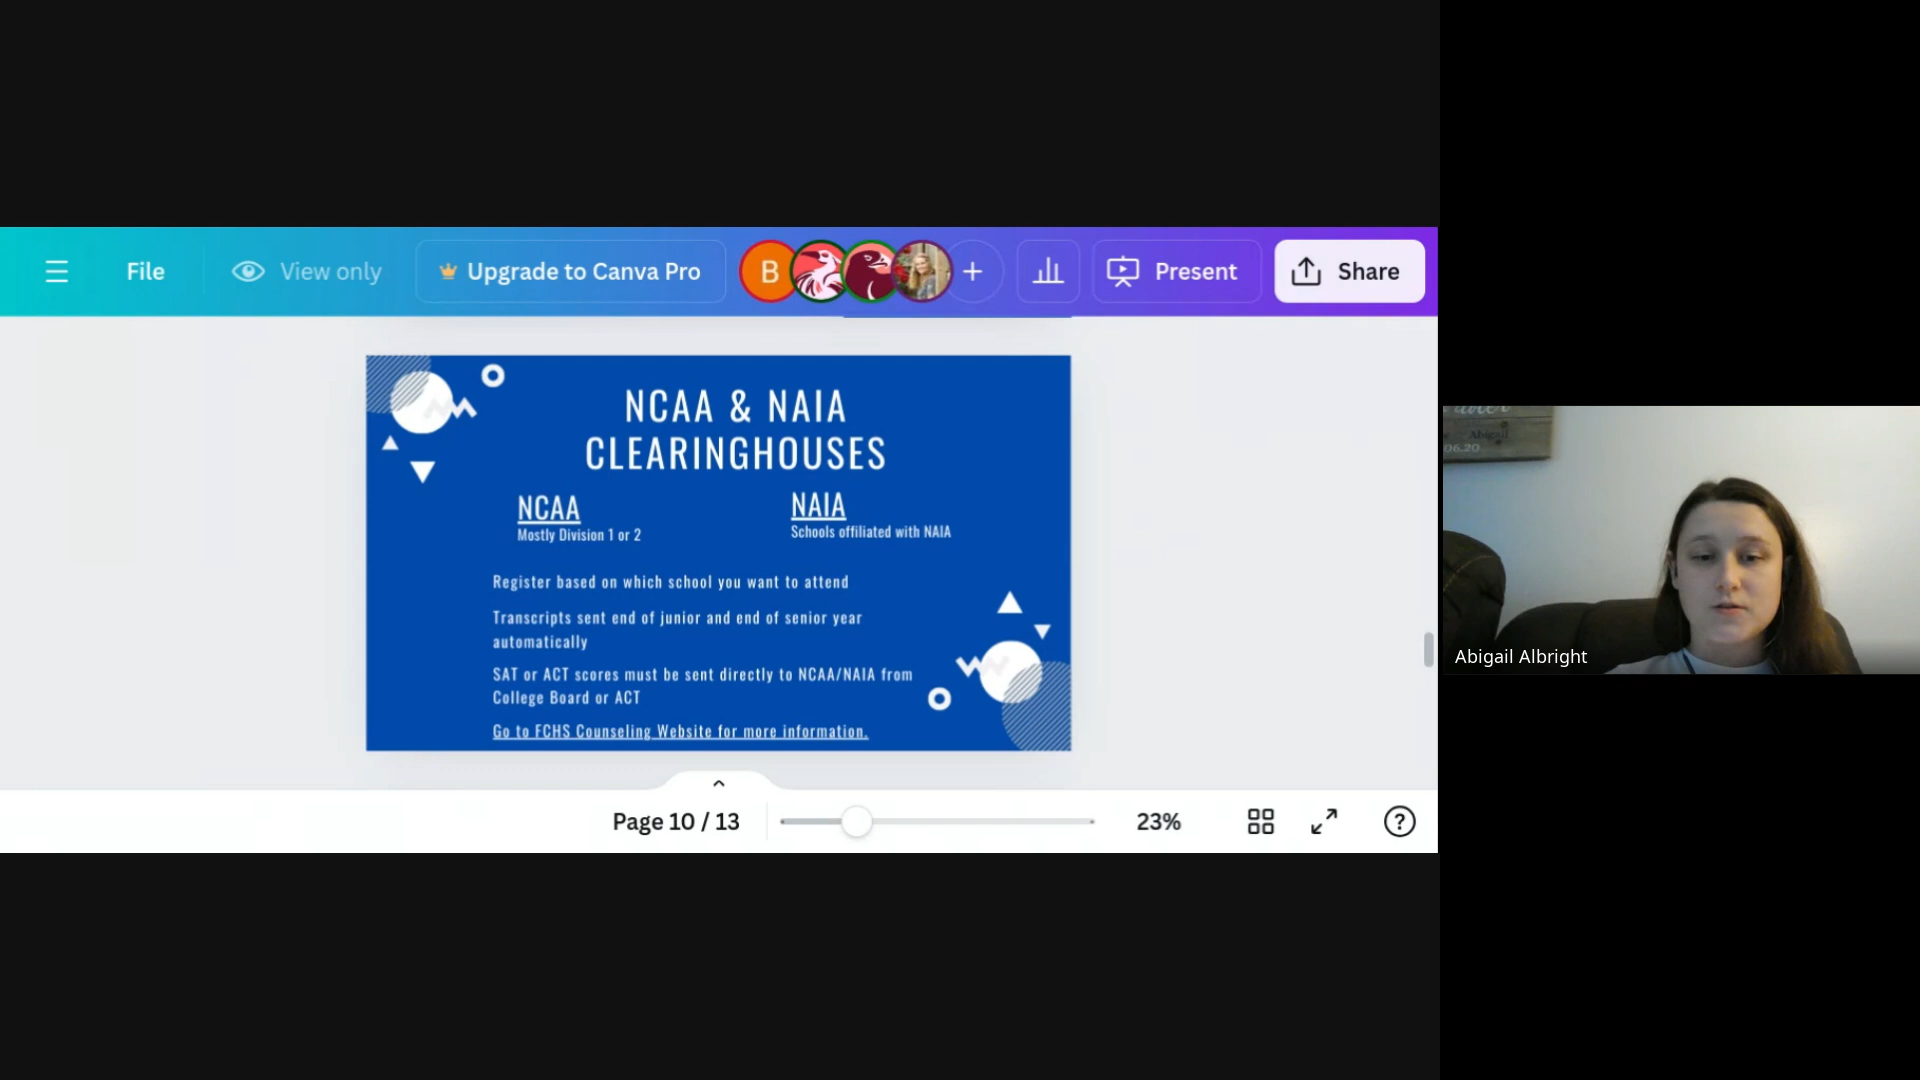 File
View only
Upgrade to Canva Pro
B
+
Present
Share
NCAA & NAIA
CLEARINGHOUSES
NCAA
Mostly Division 1 or 2
NAIA
Schools offiliated with NAIA
Register based on which school you want to attend
Transcripts sent end of junior and end of senior year
automatically
SAT or ACT scores must be sent directly to NCAA/NAIA from
College Board or ACT
Go to FCHS Counseling Website for more information.
Page 10 / 13
23%
?
Abigail
06.20
Abigail Albright